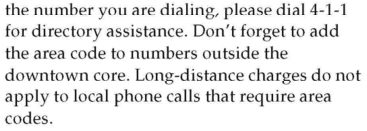 the number you are dialing, please dial 4-1-1
for directory assistance. Don’t forget to add
the area code to numbers outside the
downtown core. Long-distance charges do not
apply to local phone calls that require area
codes.